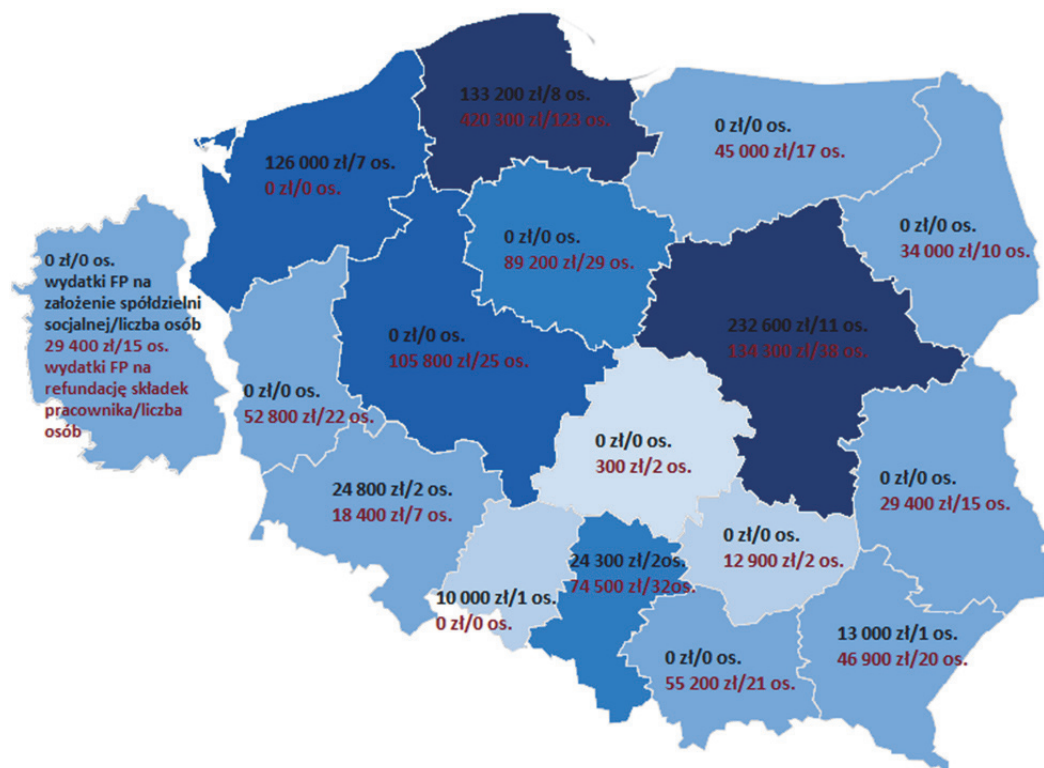 133 200 zł/8 os.
420 300 zł/123 os.
0 zł/0 os.
45 000 zł/17 os.
126 000 zł/7 os.
0 zł/0 os.
0 zł/0 os.
34 000 zł/10 os.
0 zł/0 os.
89 200 zł/29 os.
0 zł/0 os.
wydatki FP na
założenie spółdzielni
socjalnej/liczba osób
29 400 zł/15 os.
wydatki FP na
refundację składek
pracownika/liczba
osób
232 600 zł/11 os.
134 300 zł/38 os.
0 zł/0 os.
105 800 zł/25 os.
0 zł/0 os.
52 800 zł/22 os.
0 zł/0 os.
300 zł/2 os.
0 zł/0 os.
29 400 zł/15 os.
24 800 zł/2 os.
18 400 zł/7 os.
0 zł/0 os.
12 900 zł/2 os.
24 300 zł/2os.
74 500 zł/32os.
10 000 zł/1 os.
0 zł/0 os.
13 000 zł/1 os.
46 900 zł/20 os.
0 zł/0 os.
55 200 zł/21 os.